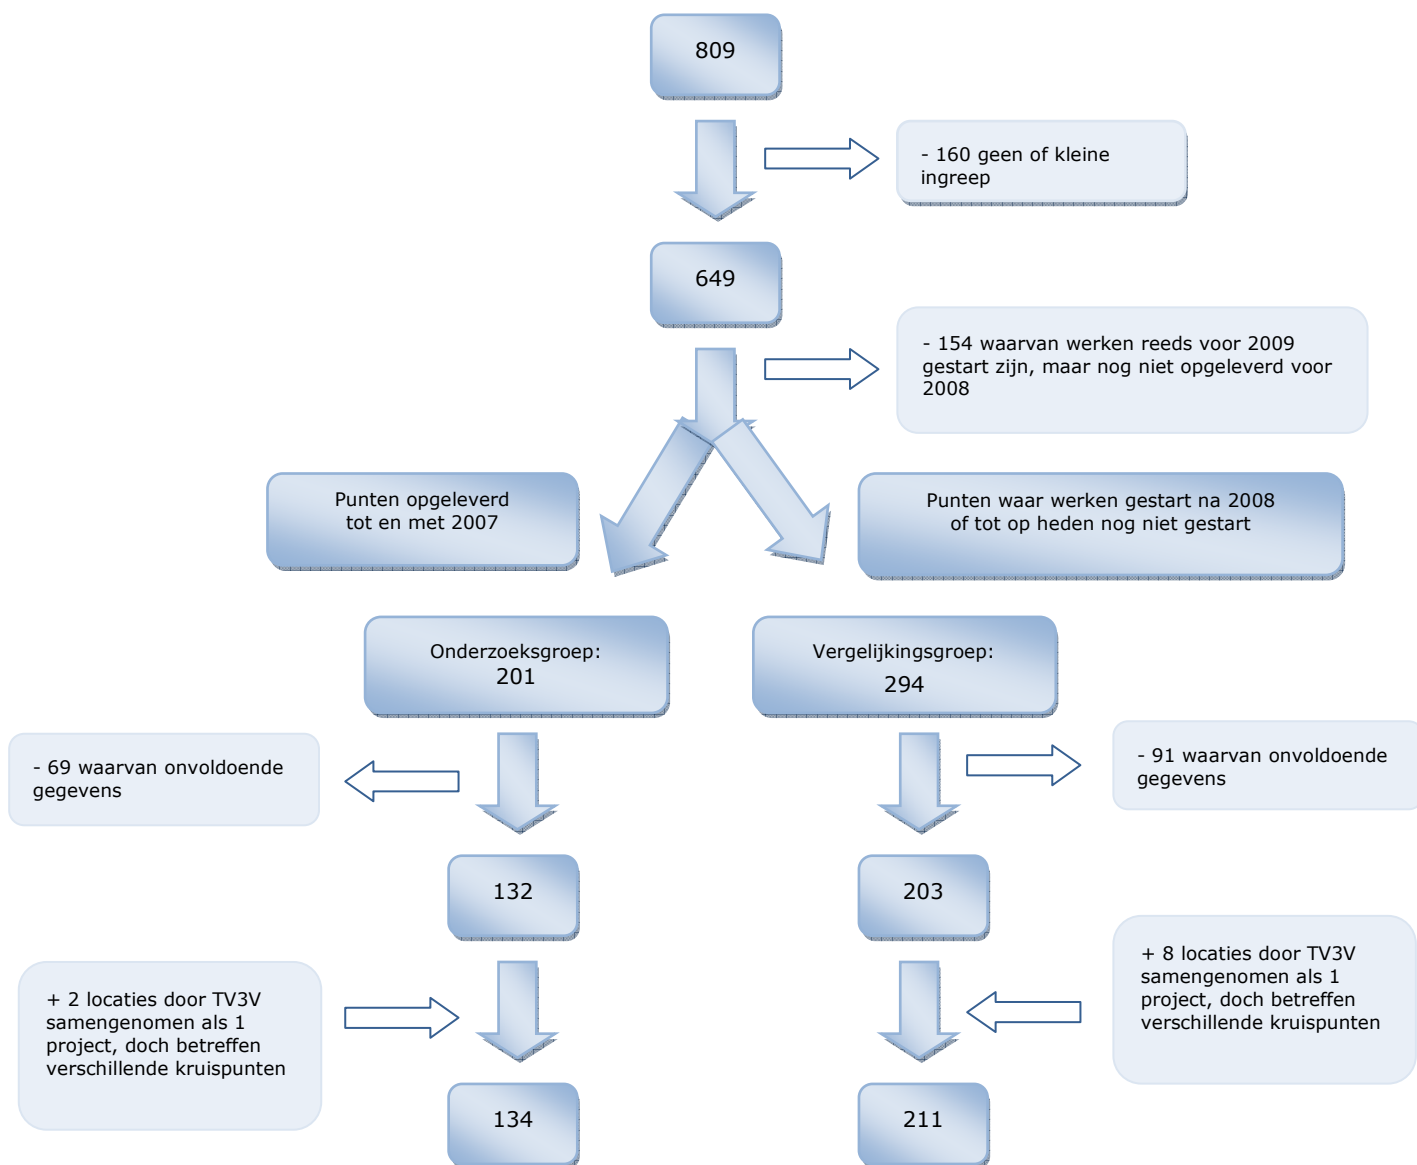 809
- 160 geen of kleine
ingreep
649
- 154 waarvan werken reeds voor 2009
gestart zijn, maar nog niet opgeleverd voor
2008
Punten opgeleverd
tot en met 2007
Punten waar werken gestart na 2008
of tot op heden nog niet gestart
Onderzoeksgroep:
201
Vergelijkingsgroep:
294
- 69 waarvan onvoldoende
gegevens
- 91 waarvan onvoldoende
gegevens
132
203
+ 2 locaties door TV3V
samengenomen als 1
project, doch betreffen
verschillende kruispunten
+ 8 locaties door TV3V
samengenomen als 1
project, doch betreffen
verschillende kruispunten
134
211